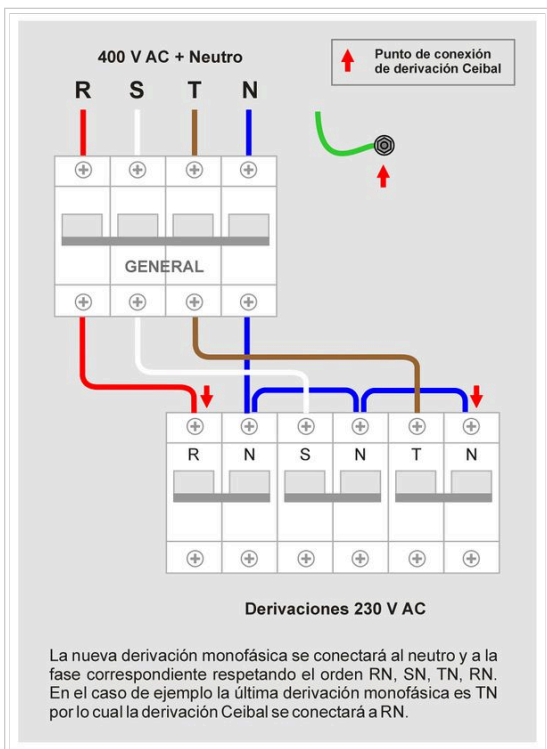 400 V AC + Neutro
Punto de conexión
de derivación Ceibal
R S T N
GENERAL
R N S N T N
Derivaciones 230 V AC
La nueva derivación monofásica se conectará al neutro y a la
fase correspondiente respetando el orden RN, SN, TN, RN.
En el caso de ejemplo la última derivación monofásica es TN
por lo cual la derivación Ceibal se conectará a RN.